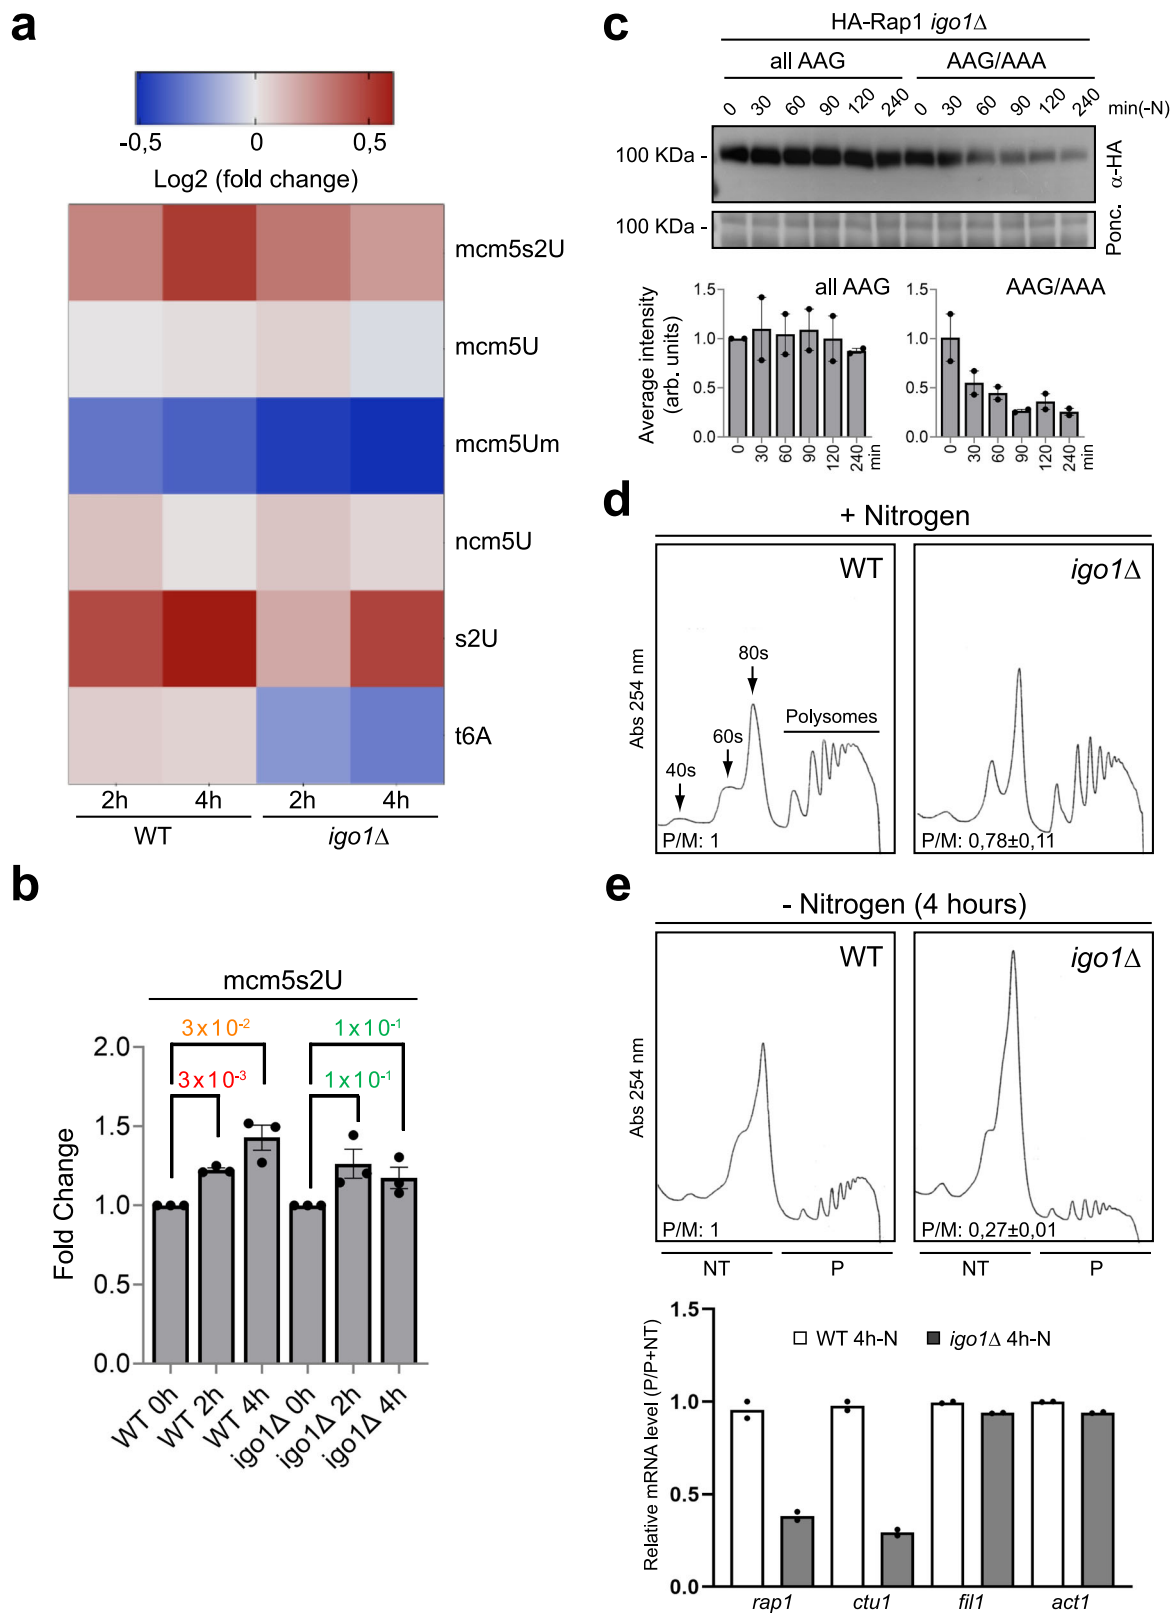 a
-0,5 0 0,5
Log2 (fold change)
mcm5s2U
mcm5U
mcm5Um
ncm5U
s2U
t6A
2h 4h 2h 4h
WT igo1Δ
b
mcm5s2U
3x10-2 1x10-1
3x10-3 1x10-1
Fold Change
2.0
1.5
1.0
0.5
0.0
WT 0h
WT 2h
WT 4h
igo1Δ 0h
igo1Δ 2h
igo1Δ 4h
c
HA-Rap1 igo1Δ
all AAG AAG/AAA
0 30 60 90 120 240 0 30 60 90 120 240 min(-N)
100 KDa - α-HA
100 KDa - Ponc.
Average intensity
(arb. units)
all AAG
1.5
1.0
0.5
0.0
0 30 60 90 120 240 min
AAG/AAA
1.5
1.0
0.5
0.0
0 30 60 90 120 240 min
d
+ Nitrogen
Abs 254 nm
WT
80s
60s
40s
Polysomes
P/M: 1
igo1Δ
P/M: 0,78±0,11
e
- Nitrogen (4 hours)
Abs 254 nm
WT
P/M: 1
igo1Δ
P/M: 0,27±0,01
NT P NT P
Relative mRNA level (P/P+NT)
1.5
1.0
0.5
0.0
WT 4h-N igo1Δ 4h-N
rap1 ctu1 fil1 act1